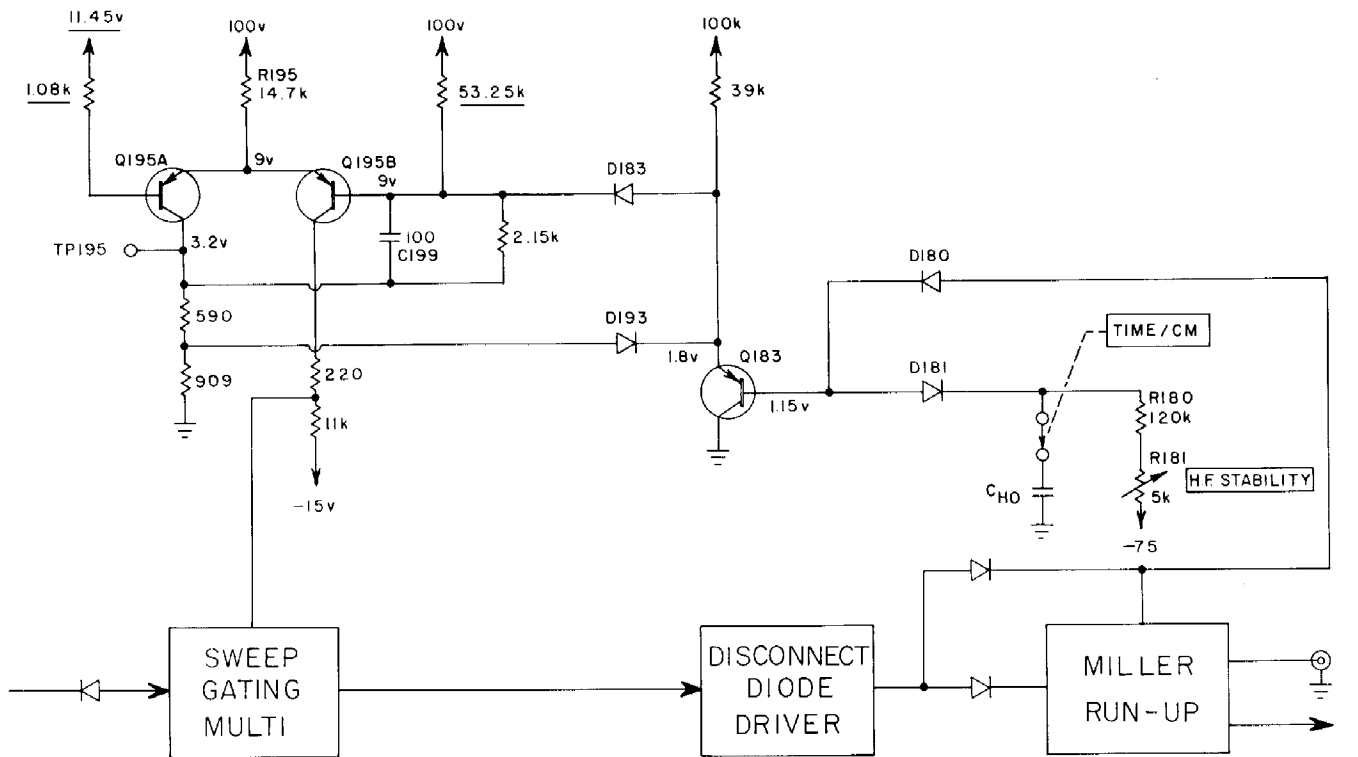 11.45v
100v
100v
100k
1.08k
R195
14.7k
53.25k
39k
Q195A
9v
Q195B
9v
D183
TP195
3.2v
100
C199
2.15k
D180
590
D193
TIME/CM
909
220
1.8v
Q183
D181
11k
1.15v
R180
120k
-15v
CHO
R181
5k
H.F. STABILITY
-75
SWEEP
GATING
MULTI
DISCONNECT
DIODE
DRIVER
MILLER
RUN-UP